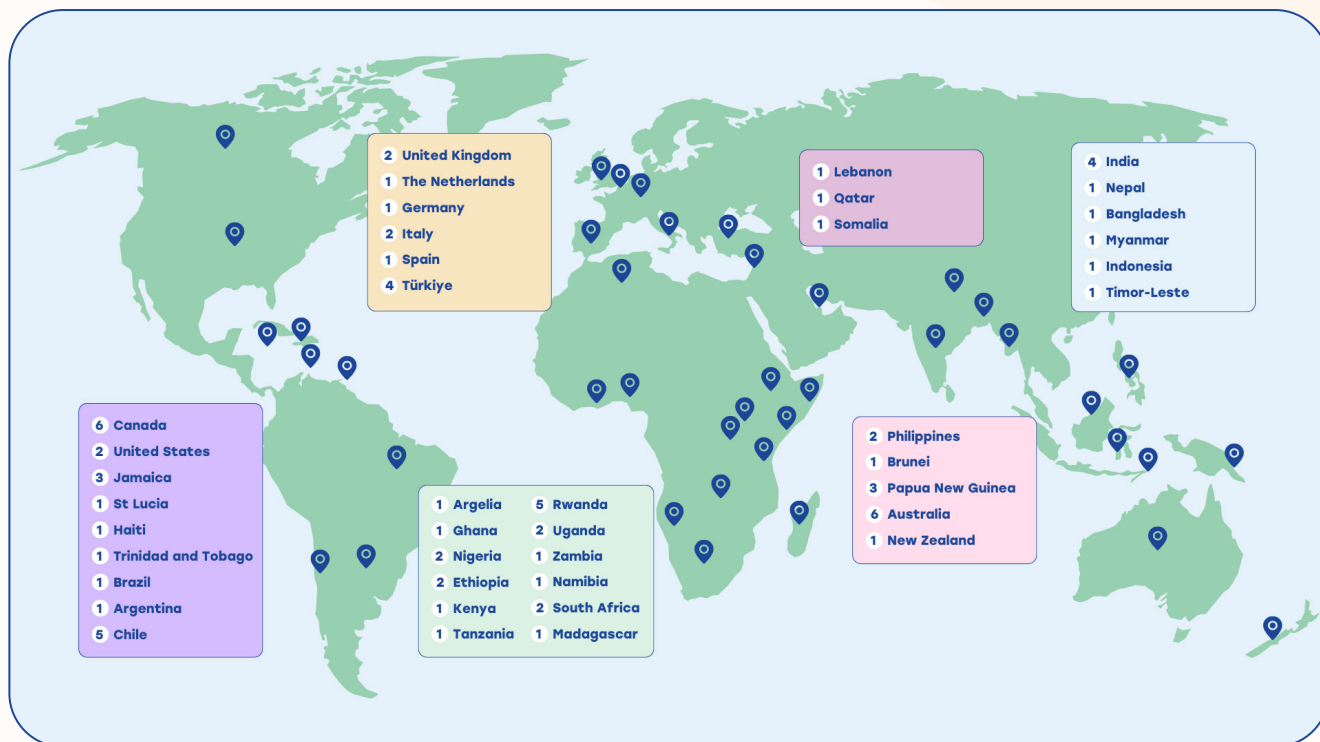 2 United Kingdom
1 The Netherlands
1 Germany
2 Italy
1 Spain
4 Türkiye
1 Lebanon
1 Qatar
1 Somalia
4 India
1 Nepal
1 Bangladesh
1 Myanmar
1 Indonesia
1 Timor-Leste
6 Canada
2 United States
3 Jamaica
1 St Lucia
1 Haiti
1 Trinidad and Tobago
1 Brazil
1 Argentina
5 Chile
1 Argelia
1 Ghana
2 Nigeria
2 Ethiopia
1 Kenya
1 Tanzania
5 Rwanda
2 Uganda
1 Zambia
1 Namibia
2 South Africa
1 Madagascar
2 Philippines
1 Brunei
3 Papua New Guinea
6 Australia
1 New Zealand